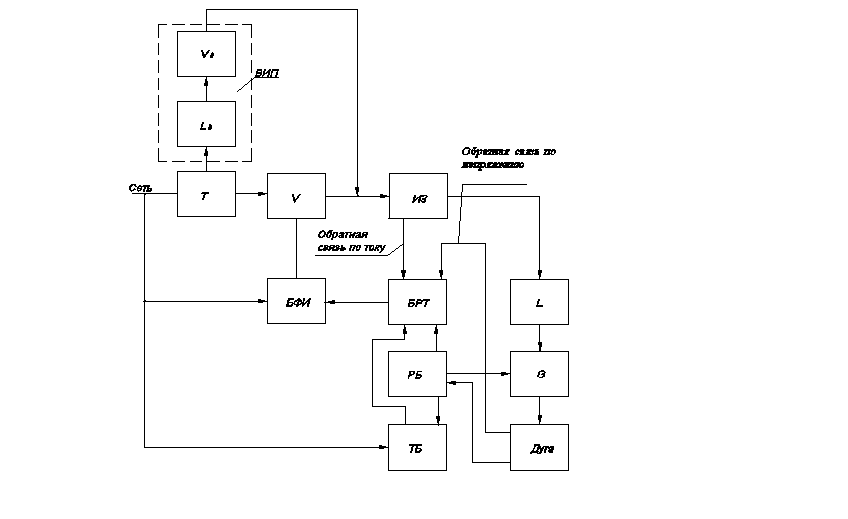 Vв
ВИП
Lв
Обратная связь по
напряжению
Сеть
Т
V
ИЗ
Обратная
связь по току
БФИ
БРТ
L
РБ
G
ТБ
Дуга